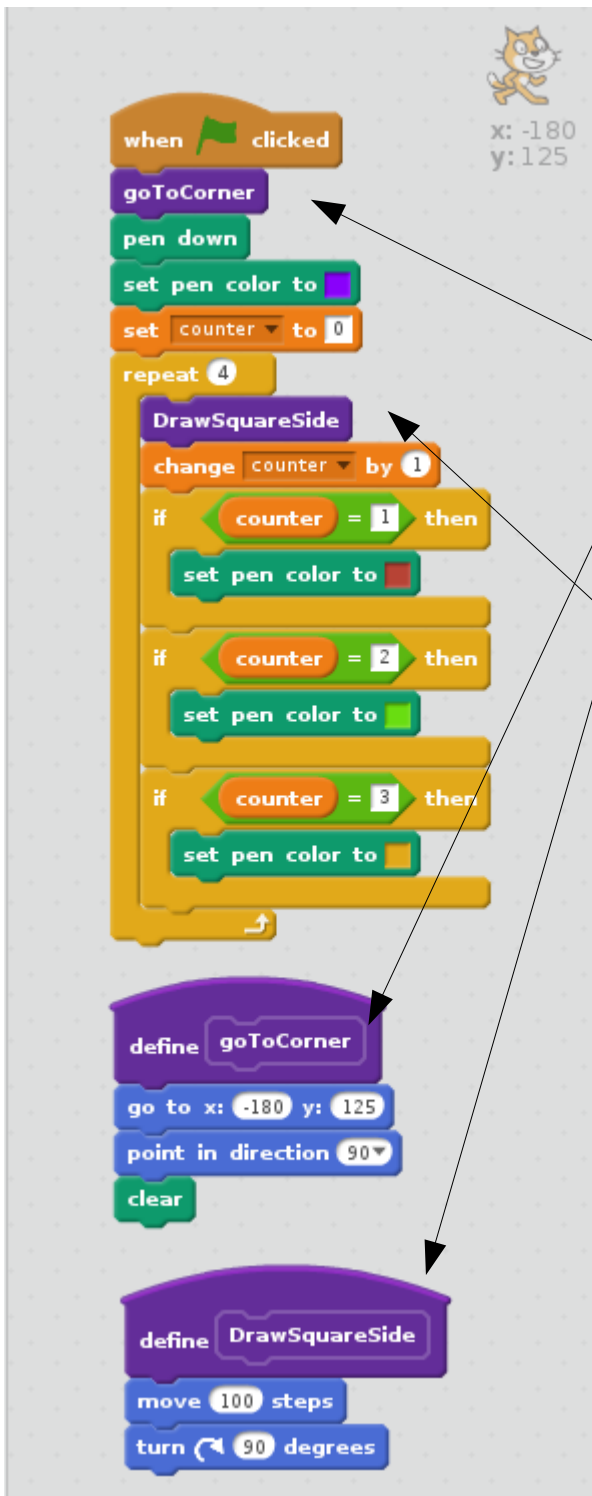 x: -180
y: 125
when clicked
goToCorner
pen down
set pen color to
set counter to 0
repeat 4
DrawSquareSide
change counter by 1
if counter = 1 then
set pen color to
if counter = 2 then
set pen color to
if counter = 3 then
set pen color to
define goToCorner
go to x: -180 y: 125
point in direction 90
clear
define DrawSquareSide
move 100 steps
turn 90 degrees